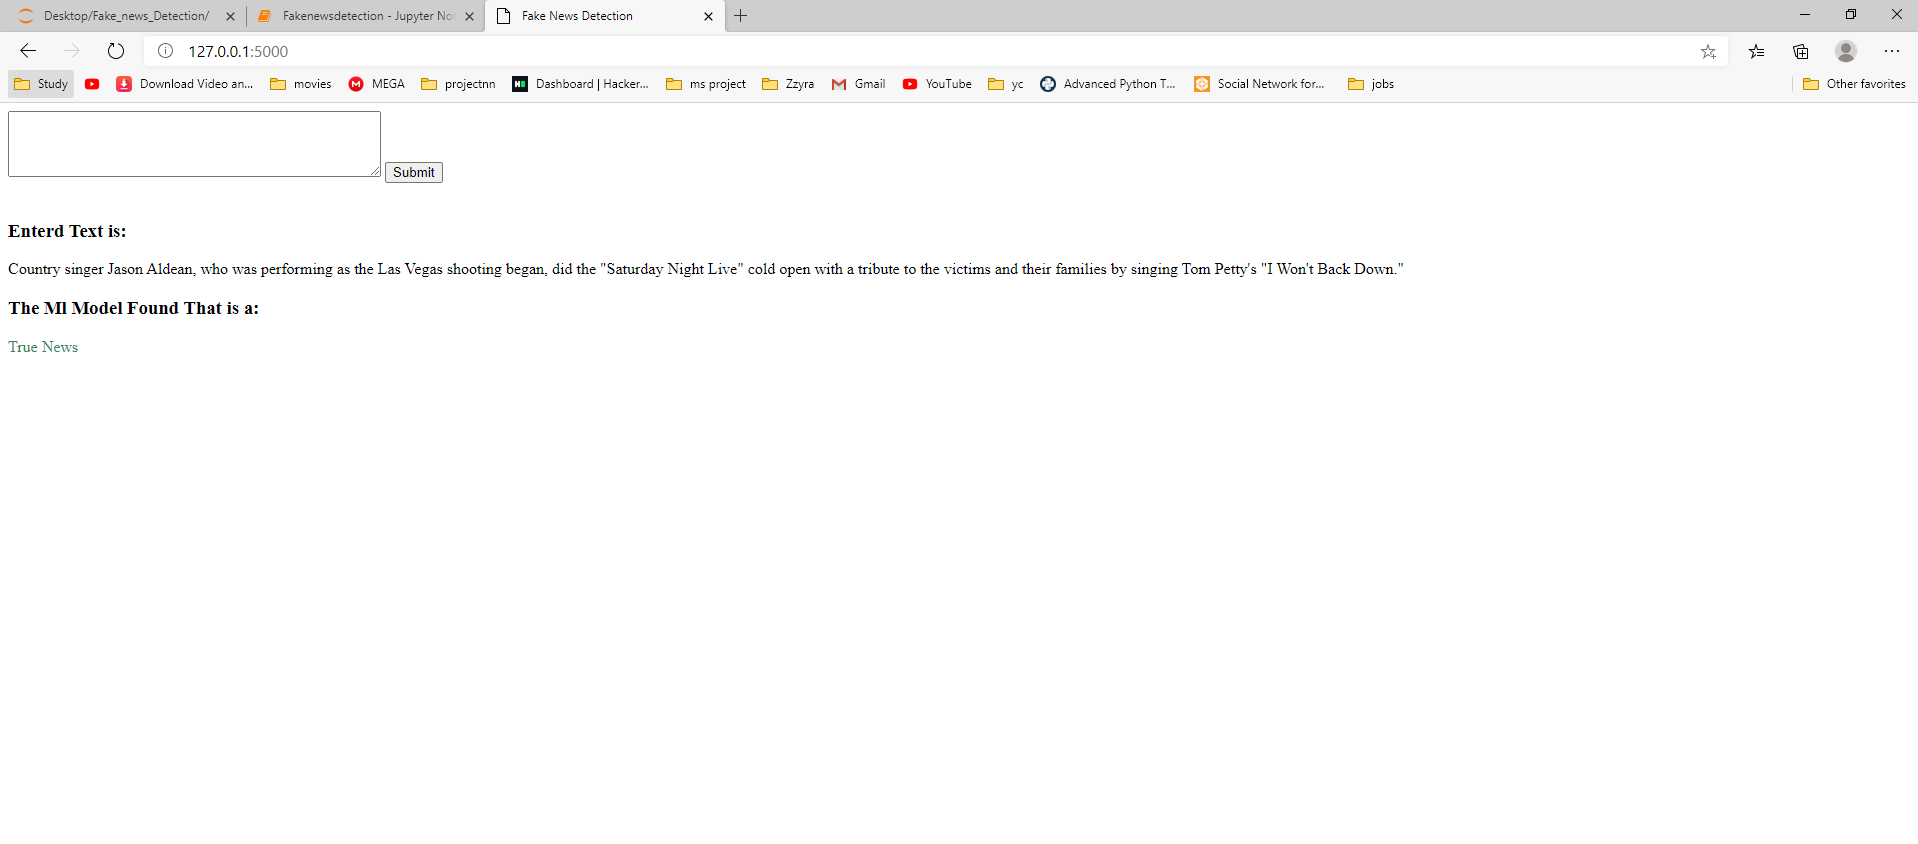 Desktop/Fake_news_Detection/
Fakenewsdetection - Jupyter Not
Fake News Detection
127.0.0.1:5000
Study
Download Video an...
movies
MEGA
projectnn
Dashboard | Hacker...
ms project
Zzyra
Gmail
YouTube
yc
Advanced Python T...
Social Network for...
jobs
Other favorites
Submit
Enterd Text is:
Country singer Jason Aldean, who was performing as the Las Vegas shooting began, did the "Saturday Night Live" cold open with a tribute to the victims and their families by singing Tom Petty's "I Won't Back Down."
The Ml Model Found That is a:
True News